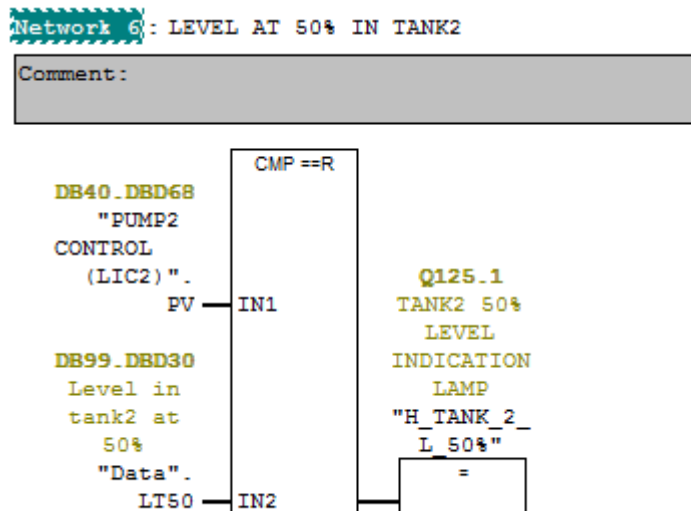 Network 6: LEVEL AT 50% IN TANK2
Comment:
CMP ==R
DB40.DBD68
"PUMP2
CONTROL
(LIC2)".
PV
IN1
Q125.1
TANK2 50%
LEVEL
INDICATION
LAMP
"H_TANK_2_
L_50%"
=
DB99.DBD30
Level in
tank2 at
50%
"Data".
LT50
IN2